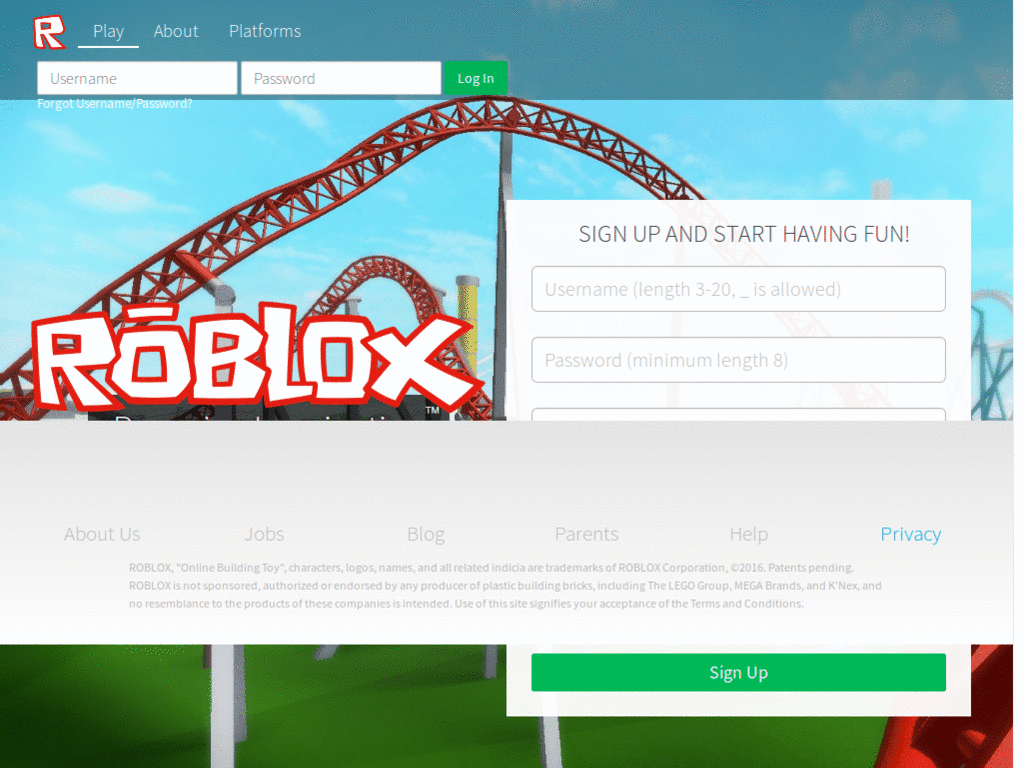 R
Play
About
Platforms
Username
Password
Log In
Forgot Username/Password?
SIGN UP AND START HAVING FUN!
Username (length 3-20, _ is allowed)
Password (minimum length 8)
RŌBLOX
TM
About Us
Jobs
Blog
Parents
Help
Privacy
ROBLOX, "Online Building Toy", characters, logos, names, and all related indicia are trademarks of ROBLOX Corporation, ©2016. Patents pending.
ROBLOX is not sponsored, authorized or endorsed by any producer of plastic building bricks, including The LEGO Group, MEGA Brands, and K'Nex, and
no resemblance to the products of these companies is intended. Use of this site signifies your acceptance of the Terms and Conditions.
Sign Up